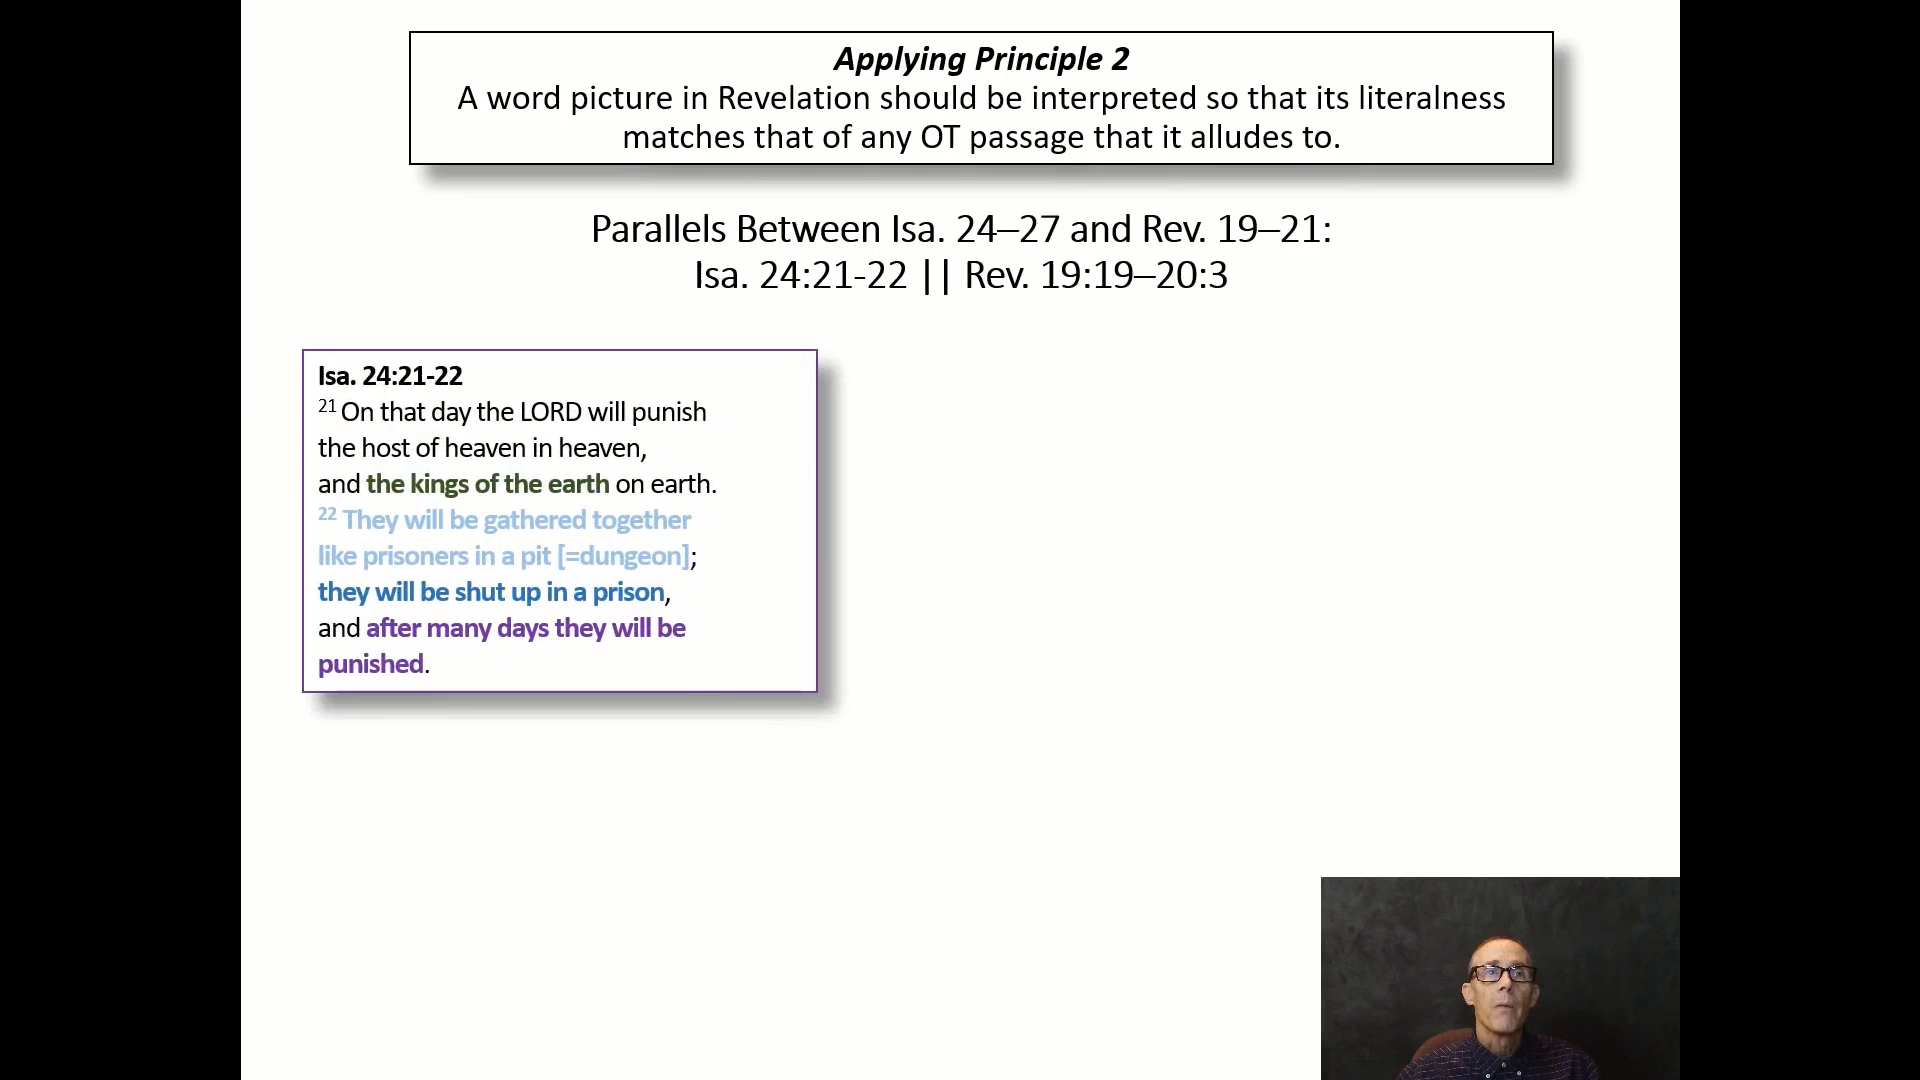 Applying Principle 2
A word picture in Revelation should be interpreted so that its literalness
matches that of any OT passage that it alludes to.
Parallels Between Isa. 24–27 and Rev. 19–21:
Isa. 24:21-22 || Rev. 19:19–20:3
Isa. 24:21-22
21 On that day the LORD will punish
the host of heaven in heaven,
and the kings of the earth on earth.
22 They will be gathered together
like prisoners in a pit [=dungeon];
they will be shut up in a prison,
and after many days they will be
punished.